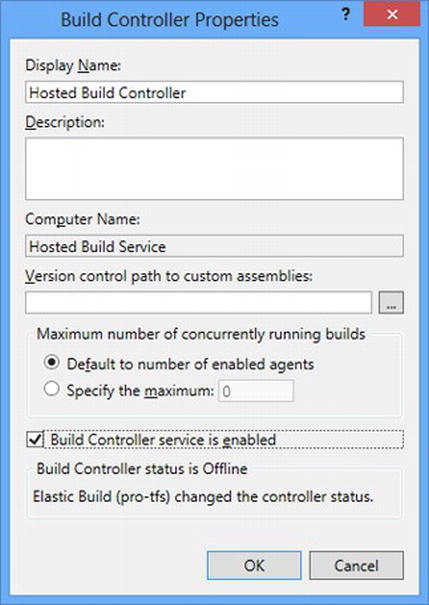 Build Controller Properties
?
Display Name:
Hosted Build Controller
Description:
Computer Name:
Hosted Build Service
Version control path to custom assemblies:
...
Maximum number of concurrently running builds
Default to number of enabled agents
Specify the maximum: 0
Build Controller service is enabled
Build Controller status is Offline
Elastic Build (pro-tfs) changed the controller status.
OK Cancel